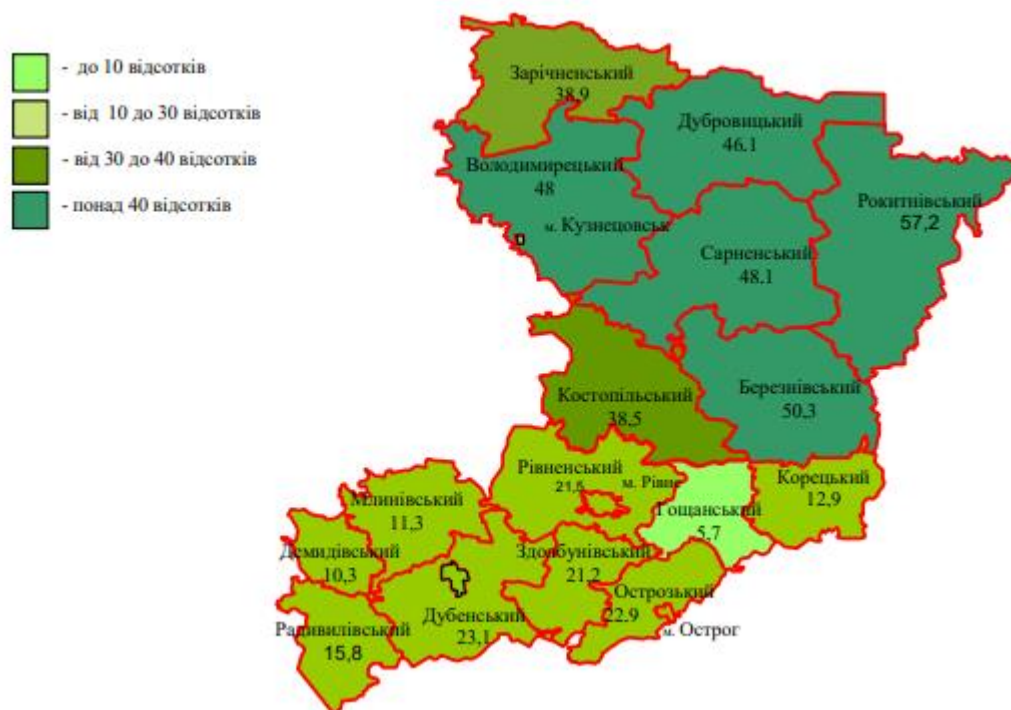 - до 10 відсотків
- від 10 до 30 відсотків
- від 30 до 40 відсотків
- понад 40 відсотків
Зарічненський
38,9
Дубровицький
46.1
Володимирецький
48
Рокитнівський
57,2
м. Кузнецовськ
Сарненський
48.1
Костопільський
38,5
Березнівський
50,3
Рівненський
21,6
м. Рівне
Корецький
12,9
Млинівський
11,3
Гощанський
5,7
Демидівський
10,3
Здолбунівський
21,2
Острозький
22.9
Дубенський
23,1
м. Острог
Радивилівський
15,8